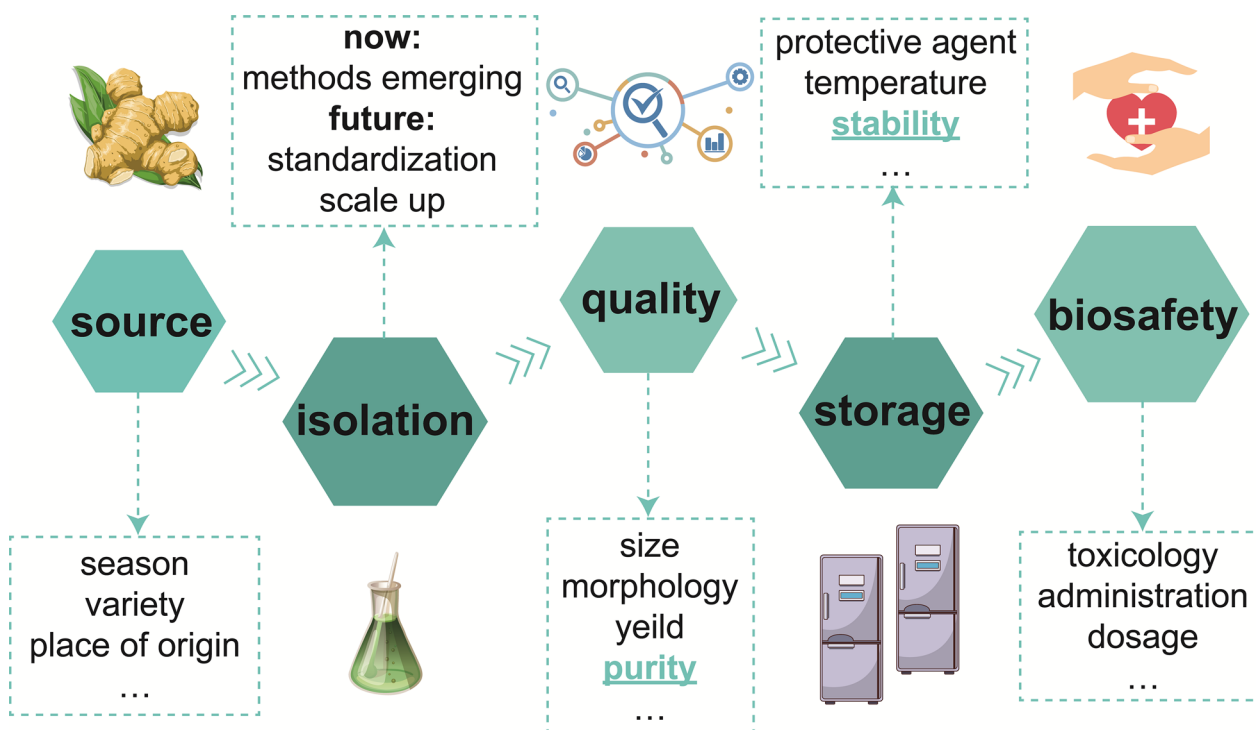 now:
methods emerging
future:
standardization
scale up
protective agent
temperature
stability
...
source
isolation
quality
storage
biosafety
season
variety
place of origin
...
size
morphology
yeild
purity
...
toxicology
administration
dosage
...